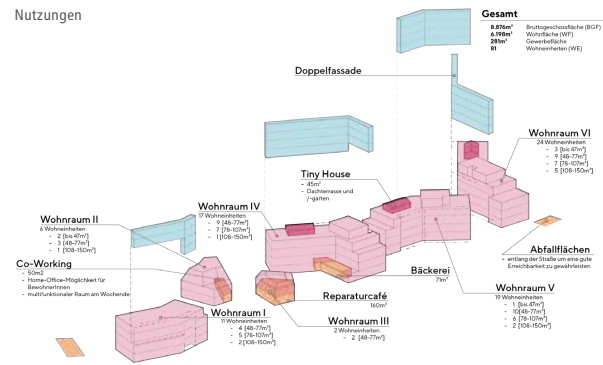 Nutzungen
Gesamt
8.876m² Bruttogeschossfläche (BGF)
6.198m² Wohnfläche (WF)
281m² Gewerbefläche
81 Wohneinheiten (WE)
Doppelfassade
Wohnraum VI
24 Wohneinheiten
- 3 [bis 47m²]
- 9 [48-77m²]
- 7 [78-107m²]
- 5 [108-150m²]
Tiny House
- 45m²
- Dachterrasse und
/-garten
Wohnraum IV
17 Wohneinheiten
- 9 [48-77m²]
- 7 [78-107m²]
- 1 [108-150m²]
Wohnraum II
6 Wohneinheiten
- 2 [bis 47m²]
- 3 [48-77m²]
- 1 [108-150m²]
Abfallflächen
- entlang der Straße um eine gute
Erreichbarkeit zu gewährleisten
Co-Working
- 50m2
- Home-Office-Möglichkeit für
BewohnerInnen
- multifunktionaler Raum am Wochende
Bäckerei
71m²
Wohnraum V
19 Wohneinheiten
- 1 [bis 47m²]
- 10[48-77m²]
- 6 [78-107m²]
- 2 [108-150m²]
Reparaturcafé
160m²
Wohnraum I
11 Wohneinheiten
- 4 [48-77m²]
- 5 [78-107m²]
- 2 [108-150m²]
Wohnraum III
2 Wohneinheiten
- 2 [48-77m²]